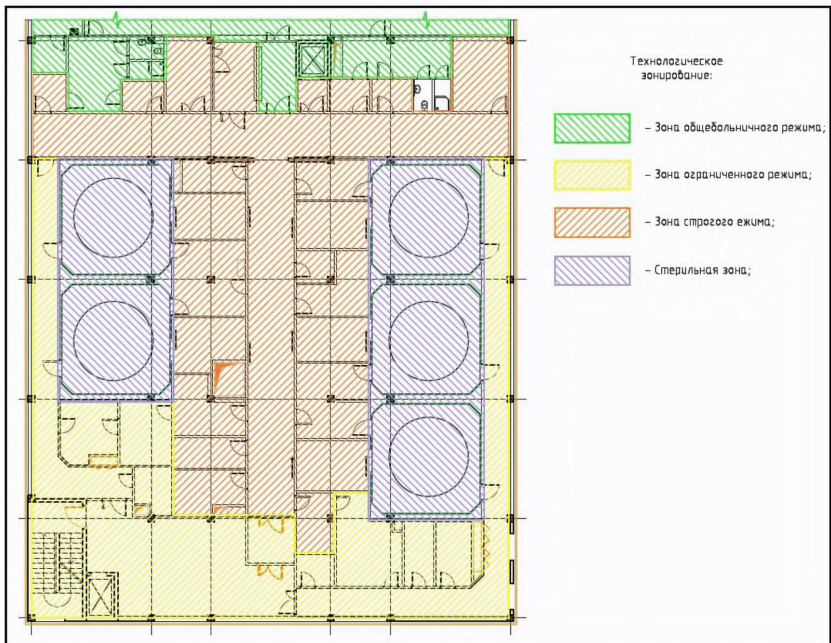 Технологическое
зонирование:
- Зона общебольничного режима;
- Зона ограниченного режима;
- Зона строгого ежима;
- Стерильная зона;